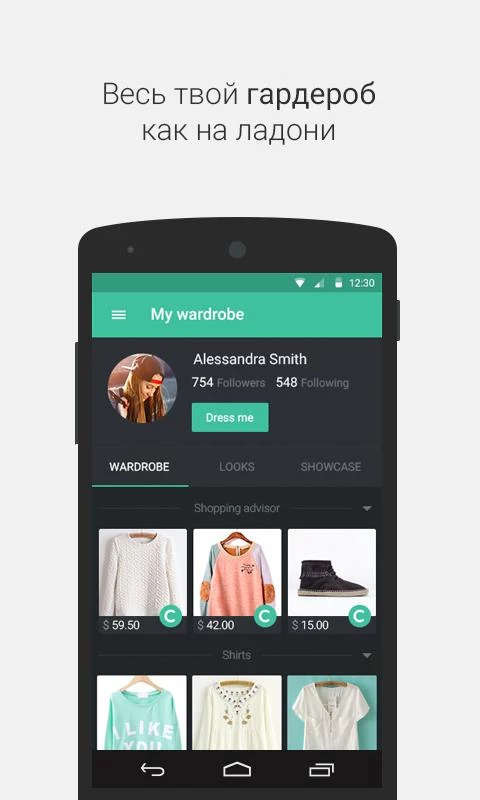 Весь твой гардероб
как на ладони
12:30
My wardrobe
Alessandra Smith
754 Followers 548 Following
Dress me
WARDROBE LOOKS SHOWCASE
Shopping advisor
C C C
$ 59.50 $ 42.00 $ 15.00
Shirts
I LIKE
YOU